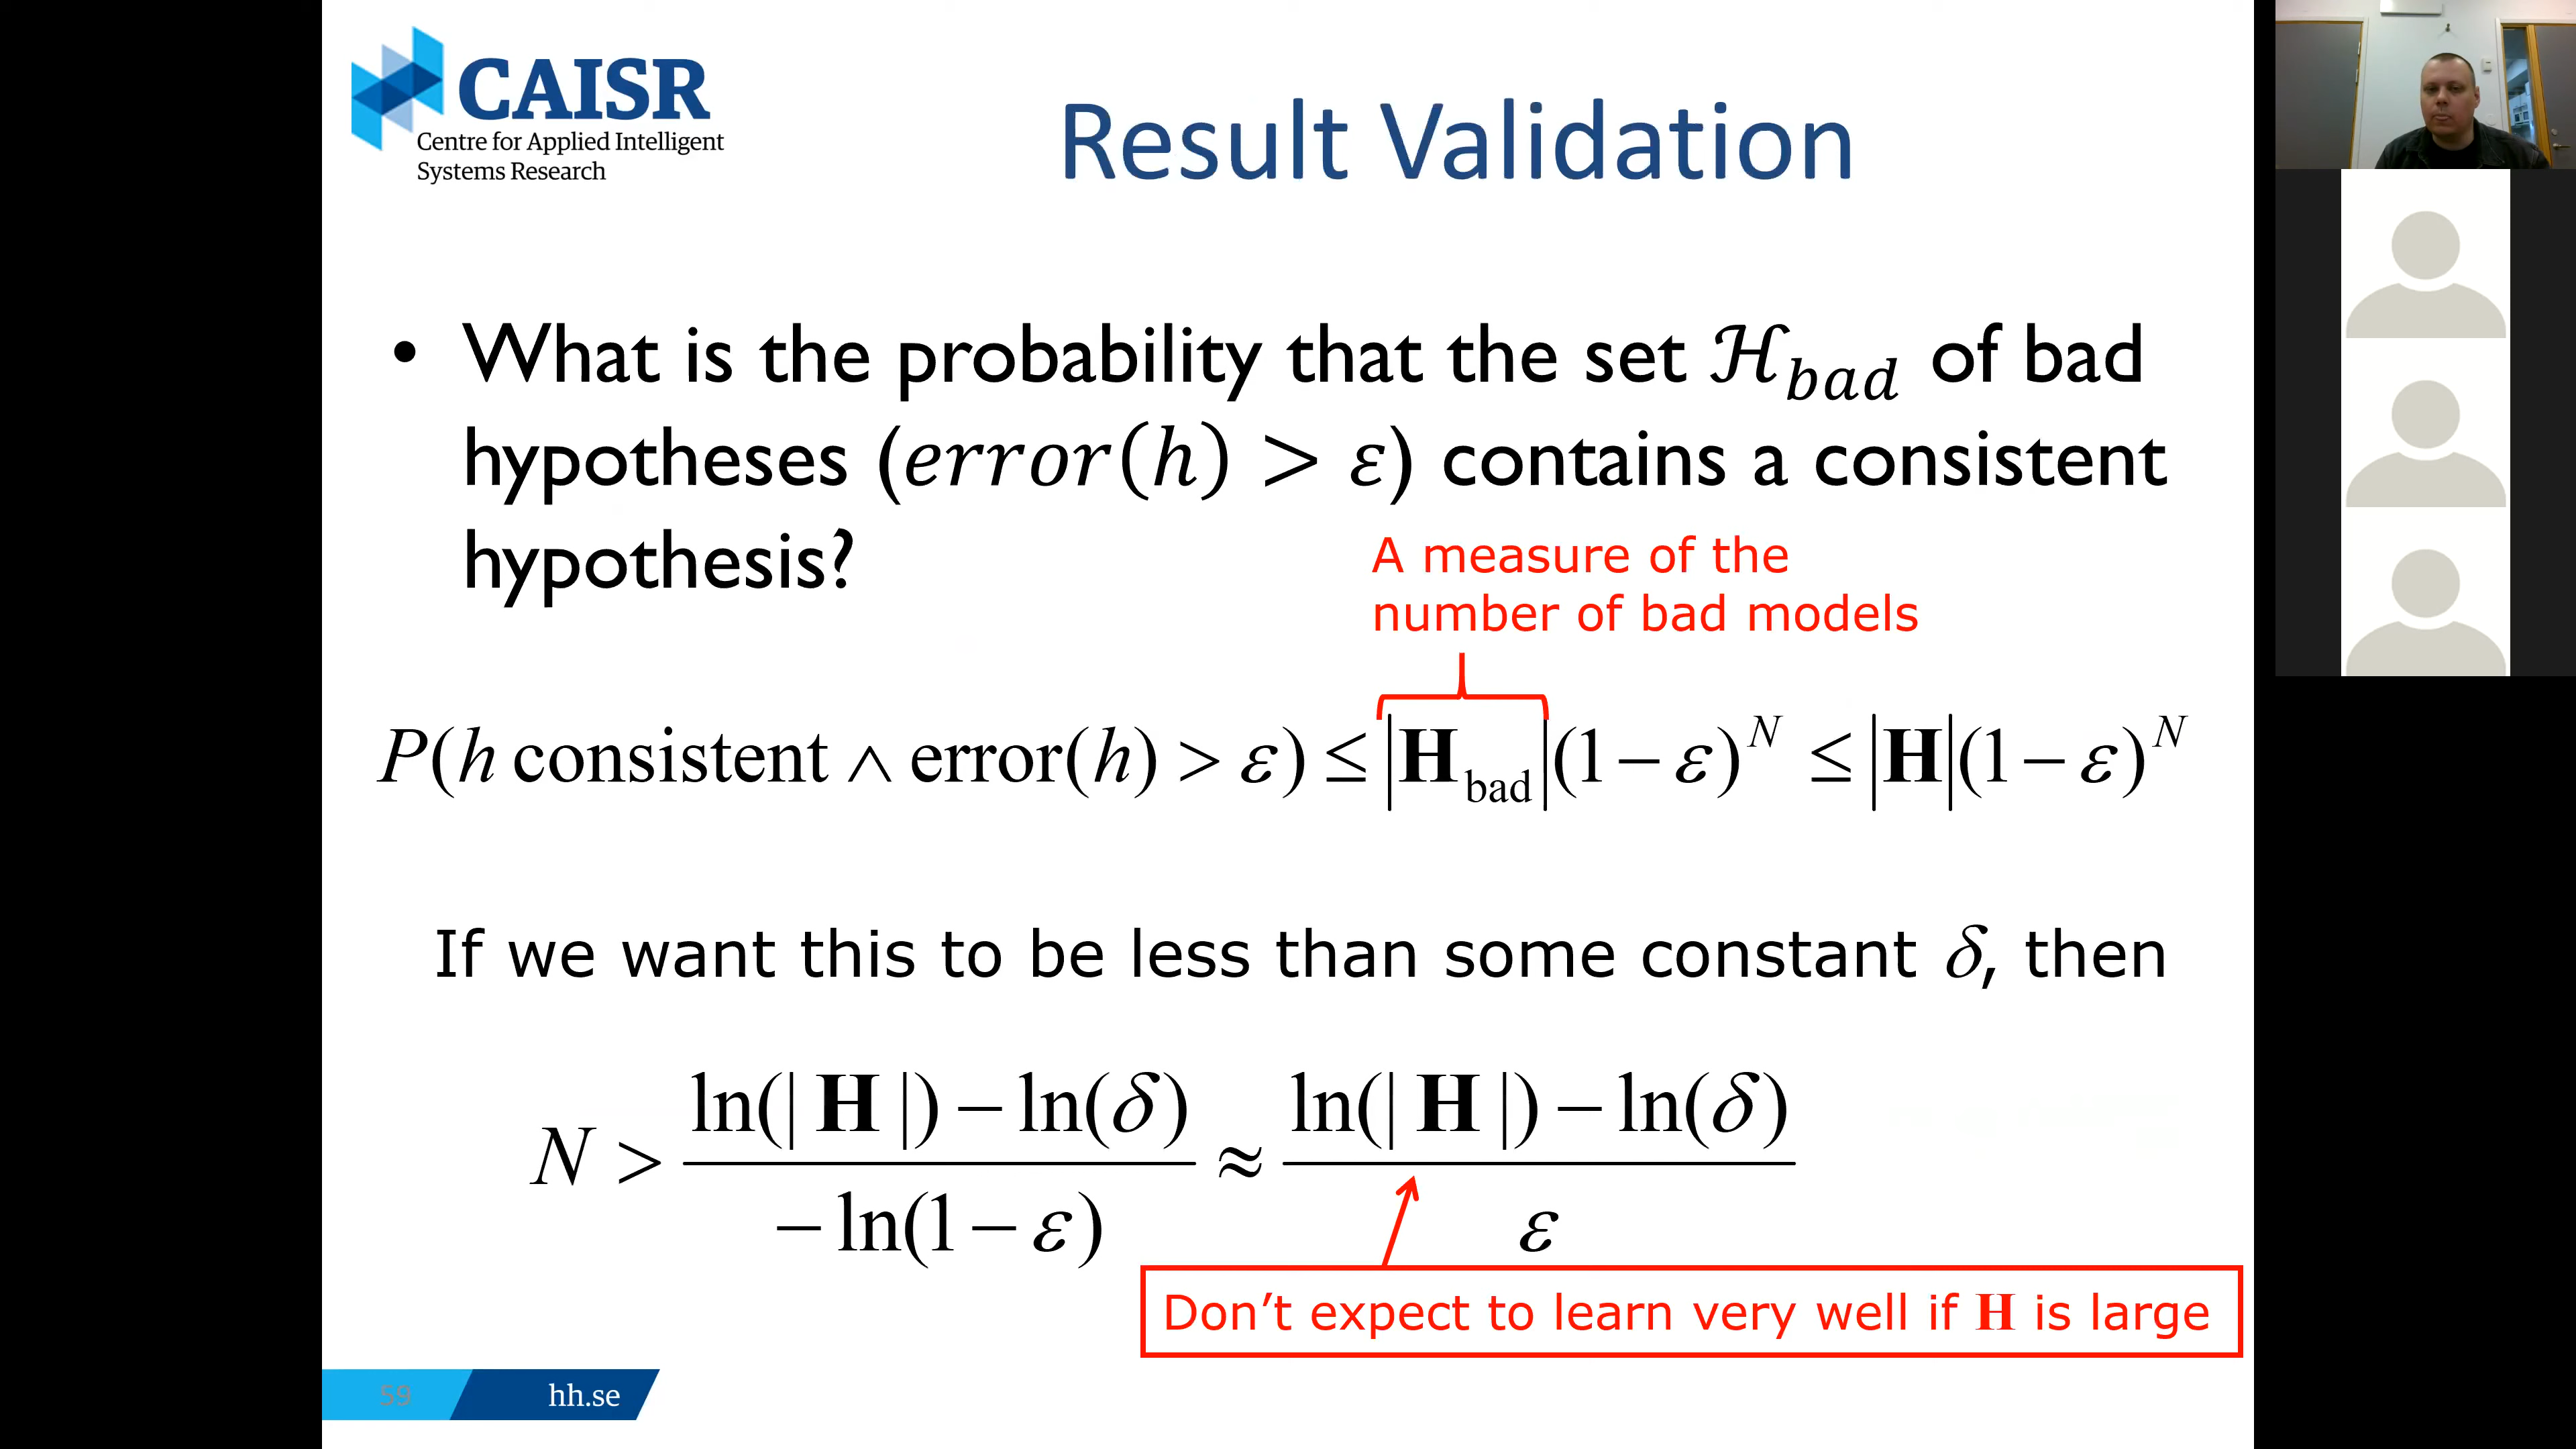 CAISR
Centre for Applied Intelligent
Systems Research
Result Validation
• What is the probability that the set ℋ_bad of bad
hypotheses (error(h) > ε) contains a consistent
hypothesis?
A measure of the
number of bad models
P(h consistent ∧ error(h) > ε) ≤ |H_bad|(1 − ε)^N ≤ |H|(1 − ε)^N
If we want this to be less than some constant δ, then
N > (ln(|H|) − ln(δ)) / (− ln(1 − ε)) ≈ (ln(|H|) − ln(δ)) / ε
Don’t expect to learn very well if H is large
59
hh.se